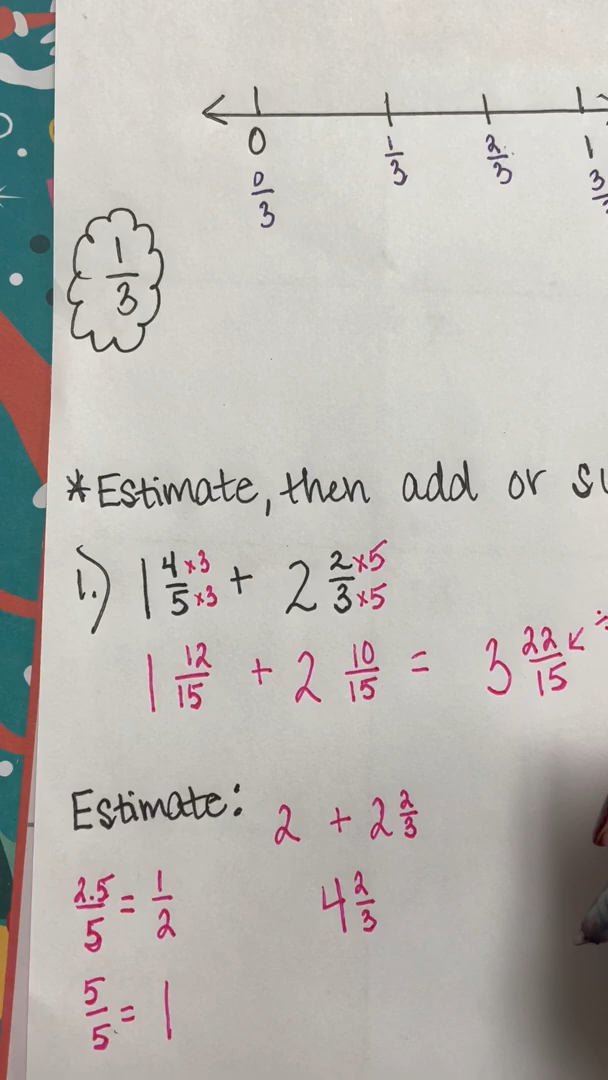 0 1/3 2/3 1
0/3 3/3
1/3
*Estimate, then add or su
1.) 1 4/5 ×3/×3 + 2 2/3 ×5/×5
1 12/15 + 2 10/15 = 3 22/15 ÷
Estimate: 2 + 2 2/3
2.5/5 = 1/2 4 2/3
5/5 = 1